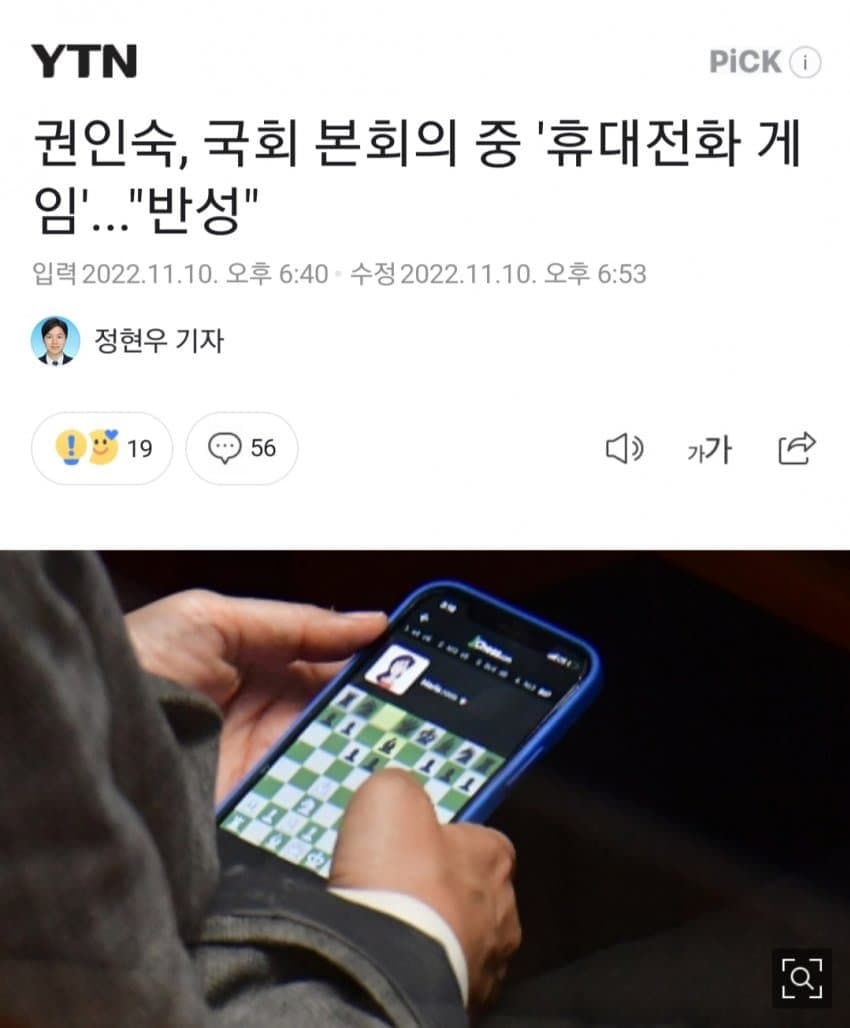 YTN
PiCK i
권인숙, 국회 본회의 중 '휴대전화 게
임'..."반성"
입력 2022.11.10. 오후 6:40 · 수정 2022.11.10. 오후 6:53
정현우 기자
19
56
가가
Chess.com